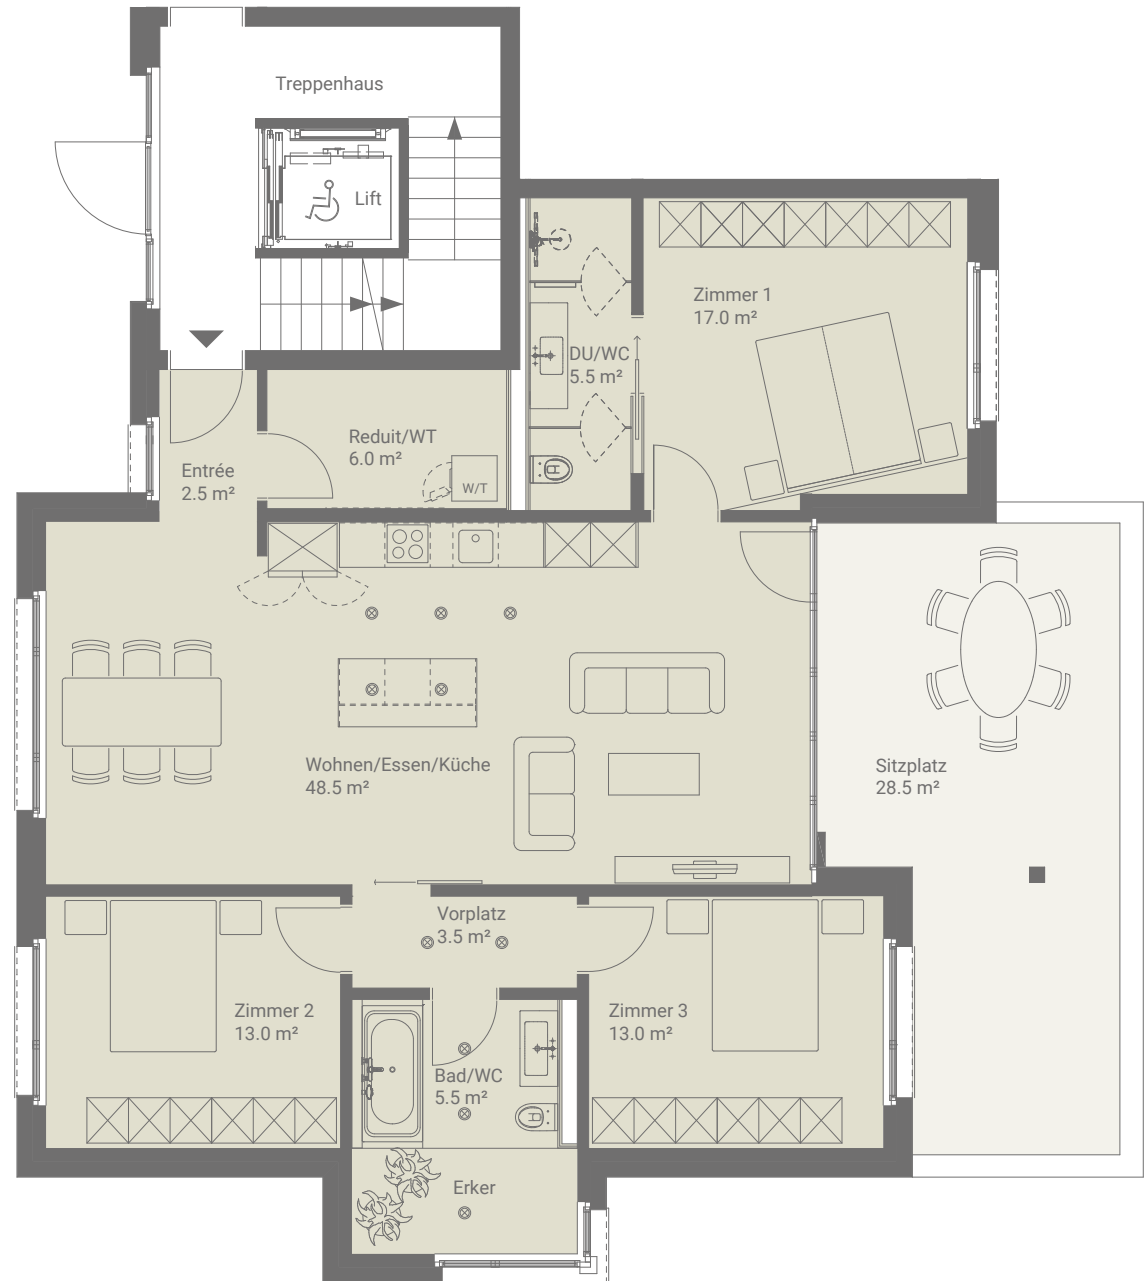 Treppenhaus
Lift
Zimmer 1
17.0 m²
DU/WC
5.5 m²
Reduit/WT
6.0 m²
W/T
Entrée
2.5 m²
Wohnen/Essen/Küche
48.5 m²
Sitzplatz
28.5 m²
Vorplatz
3.5 m²
Zimmer 2
13.0 m²
Zimmer 3
13.0 m²
Bad/WC
5.5 m²
Erker